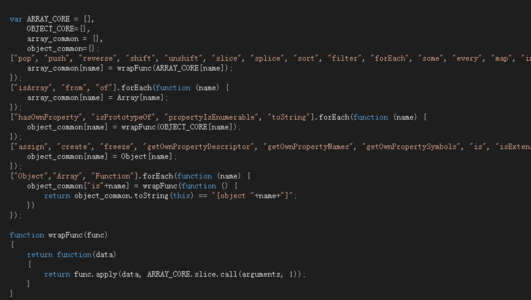 var ARRAY_CORE = [],
OBJECT_CORE={},
array_common = {},
object_common={};
["pop", "push", "reverse", "shift", "unshift", "slice", "splice", "sort", "filter", "forEach", "some", "every", "map", "in
array_common[name] = wrapFunc(ARRAY_CORE[name]);
});
["isArray", "from", "of"].forEach(function (name) {
array_common[name] = Array[name];
});
["hasOwnProperty", "isPrototypeOf", "propertyIsEnumerable", "toString"].forEach(function (name) {
object_common[name] = wrapFunc(OBJECT_CORE[name]);
});
["assign", "create", "freeze", "getOwnPropertyDescriptor", "getOwnPropertyNames", "getOwnPropertySymbols", "is", "isExten
object_common[name] = Object[name];
});
["Object","Array", "Function"].forEach(function (name) {
object_common["is"+name] = wrapFunc(function () {
return object_common.toString(this) == "[object "+name+"]";
})
});
function wrapFunc(func)
{
return function(data)
{
return func.apply(data, ARRAY_CORE.slice.call(arguments, 1));
}
}